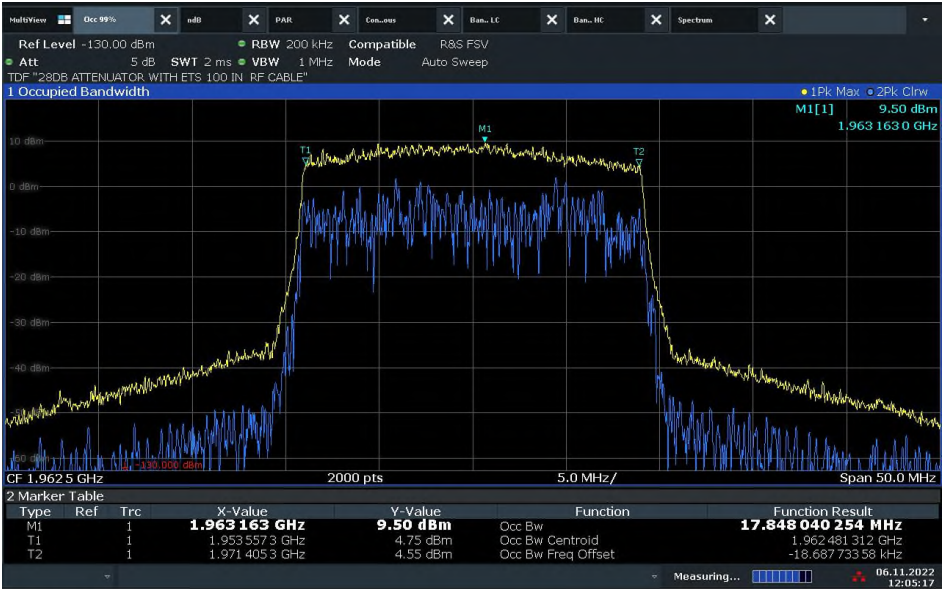 MultiView Occ 99% X ndB X PAR X Con..ous X Ban.. LC X Ban.. HC X Spectrum X
Ref Level -130.00 dBm RBW 200 kHz Compatible R&S FSV
Att 5 dB SWT 2 ms VBW 1 MHz Mode Auto Sweep
TDF "28DB ATTENUATOR WITH ETS 100 IN RF CABLE"
1 Occupied Bandwidth 1Pk Max 2Pk Clrw
M1[1] 9.50 dBm
1.963 163 0 GHz
M1
10 dBm
T1 T2
0 dBm
-10 dBm
-20 dBm
-30 dBm
-40 dBm
-130.000 dBm
CF 1.962 5 GHz 2000 pts 5.0 MHz/ Span 50.0 MHz
2 Marker Table
Type Ref Trc X-Value Y-Value Function Function Result
M1 1 1.963 163 GHz 9.50 dBm Occ Bw 17.848 040 254 MHz
T1 1 1.953 557 3 GHz 4.75 dBm Occ Bw Centroid 1.962 481 312 GHz
T2 1 1.971 405 3 GHz 4.55 dBm Occ Bw Freq Offset -18.687 733 58 kHz
Measuring... 06.11.2022
12:05:17